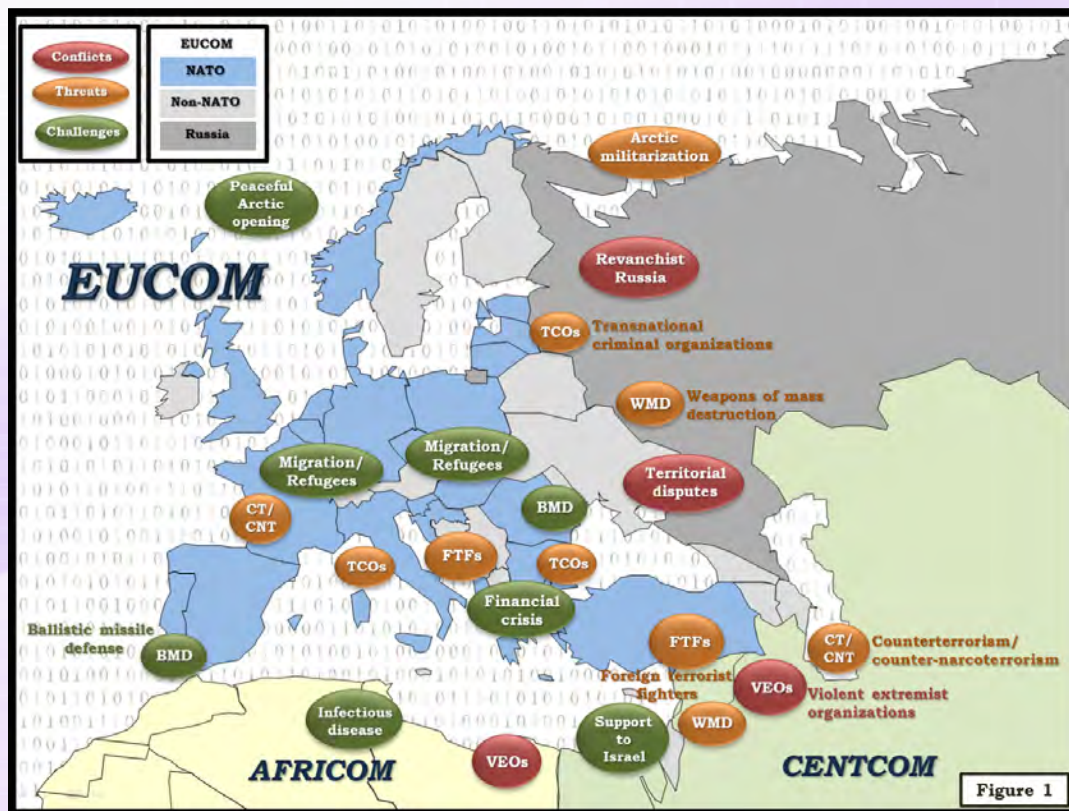 Conflicts
Threats
Challenges
EUCOM
NATO
Non-NATO
Russia
Arctic
militarization
Peaceful
Arctic
opening
EUCOM
Revanchist
Russia
TCOs
Transnational
criminal organizations
WMD
Weapons of mass
destruction
Migration/
Refugees
Migration/
Refugees
Territorial
disputes
BMD
CT/
CNT
TCOs
FTFs
TCOs
Financial
crisis
Ballistic missile
defense
BMD
FTFs
Foreign terrorist
fighters
CT/
CNT
Counterterrorism/
counter-narcoterrorism
VEOs
Violent extremist
organizations
Infectious
disease
Support
to
Israel
WMD
VEOs
AFRICOM
CENTCOM
Figure 1